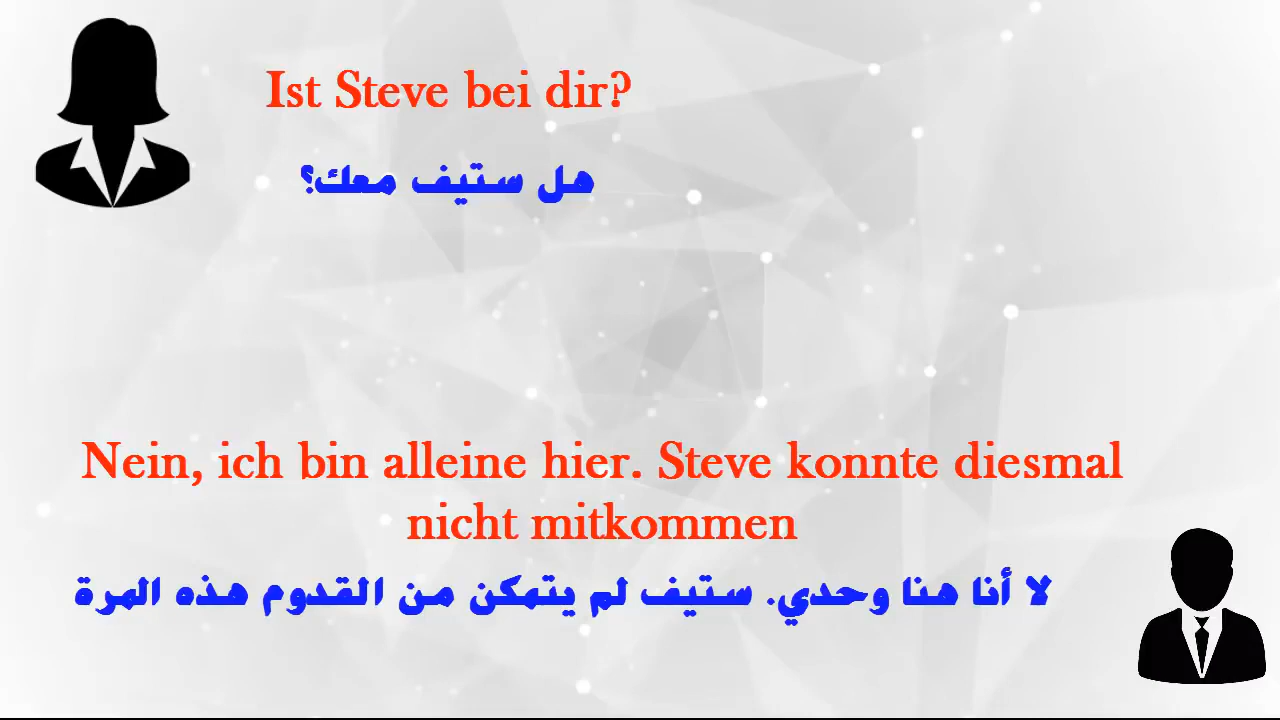 Ist Steve bei dir?
هل ستيف معك؟
Nein, ich bin alleine hier. Steve konnte diesmal
nicht mitkommen
لا أنا هنا وحدي. ستيف لم يتمكن من القدوم هذه المرة